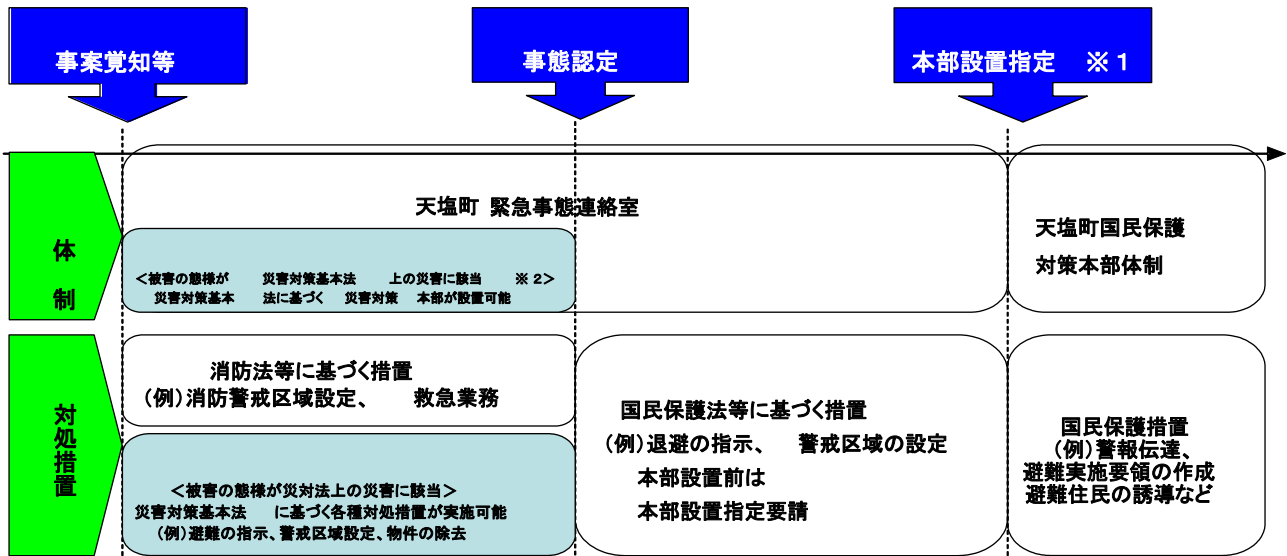 事案覚知等
事態認定
本部設置指定 ※1
体制
天塩町 緊急事態連絡室
＜被害の態様が 災害対策基本法 上の災害に該当 ※2＞
災害対策基本 法に基づく 災害対策 本部が設置可能
天塩町国民保護
対策本部体制
対処措置
消防法等に基づく措置
(例)消防警戒区域設定、 救急業務
＜被害の態様が災対法上の災害に該当＞
災害対策基本法 に基づく各種対処措置が実施可能
(例)避難の指示、警戒区域設定、物件の除去
国民保護法等に基づく措置
(例)退避の指示、 警戒区域の設定
本部設置前は
本部設置指定要請
国民保護措置
(例)警報伝達、
避難実施要領の作成
避難住民の誘導など